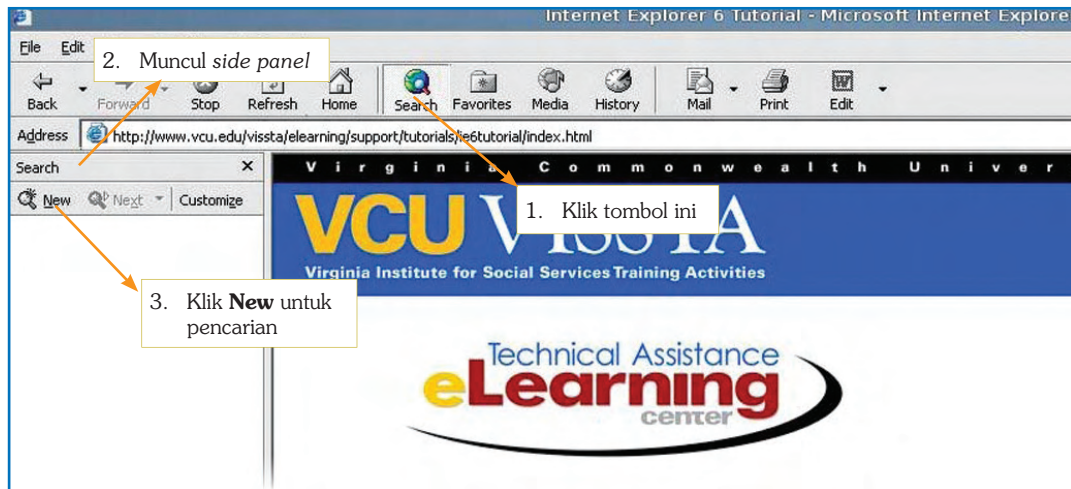 Internet Explorer 6 Tutorial - Microsoft Internet Explore
File Edit
2. Muncul side panel
Back Forward Stop Refresh Home Search Favorites Media History Mail Print Edit
Address http://www.vcu.edu/vissta/elearning/support/tutorials/ie6tutorial/index.html
Search
Virginia Commonwealth Univer
New Next Customize
1. Klik tombol ini
VCU VISSTA
Virginia Institute for Social Services Training Activities
3. Klik New untuk
pencarian
Technical Assistance
eLearning
center